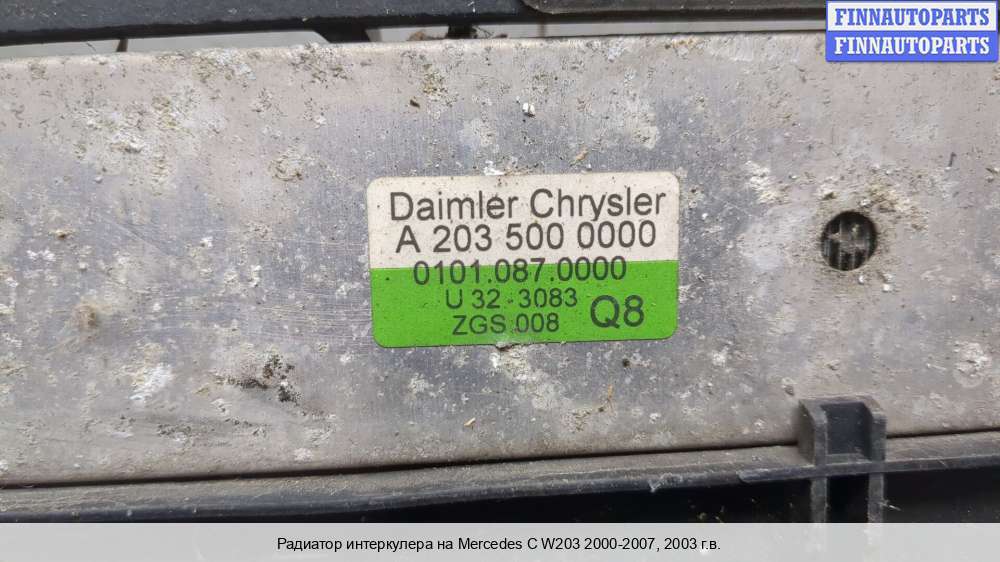 FINNAUTOPARTS
FINNAUTOPARTS
Daimler Chrysler
A 203 500 0000
0101.087.0000
U 32 - 3083
ZGS 008 Q8
Радиатор интеркулера на Mercedes C W203 2000-2007, 2003 г.в.